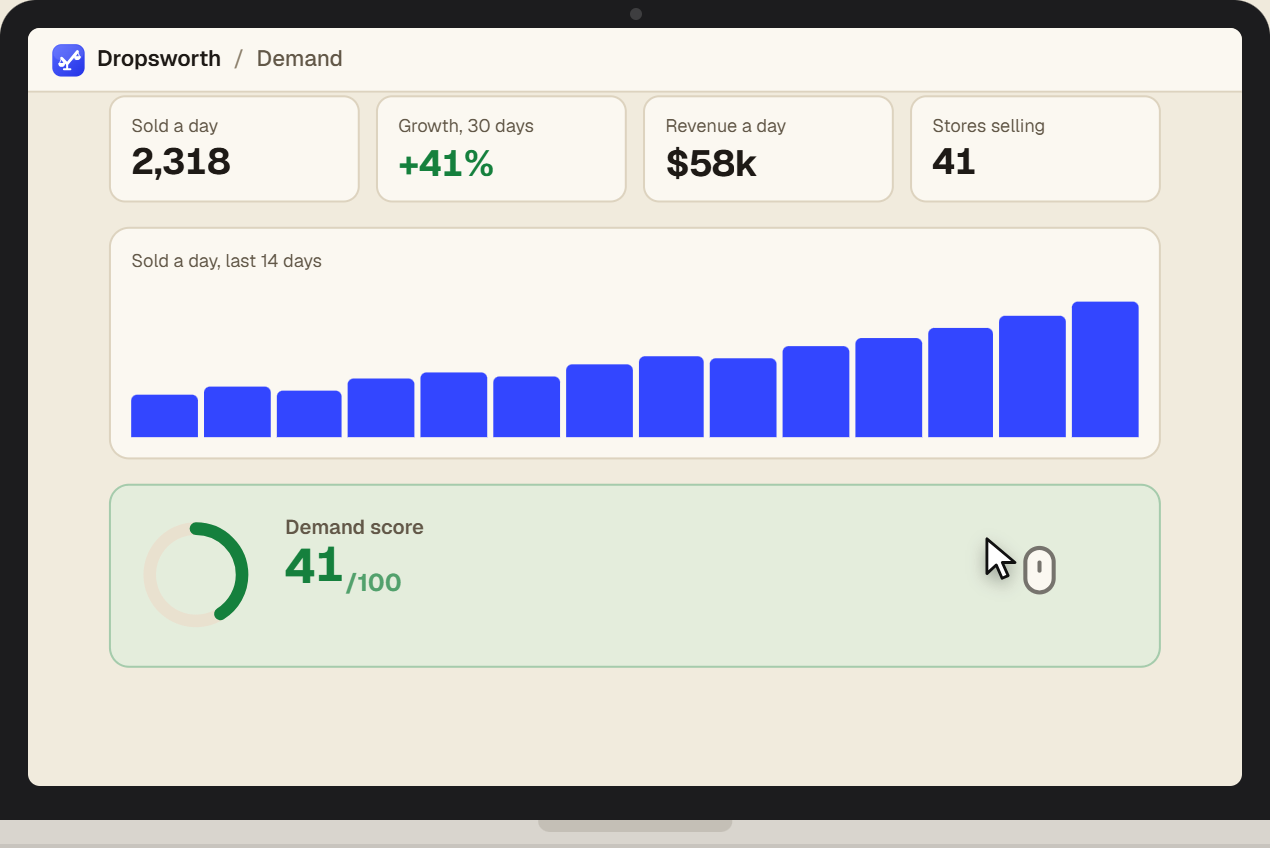 Dropsworth / Demand
Sold a day
2,318
Growth, 30 days
+41%
Revenue a day
$58k
Stores selling
41
Sold a day, last 14 days
Demand score
41/100